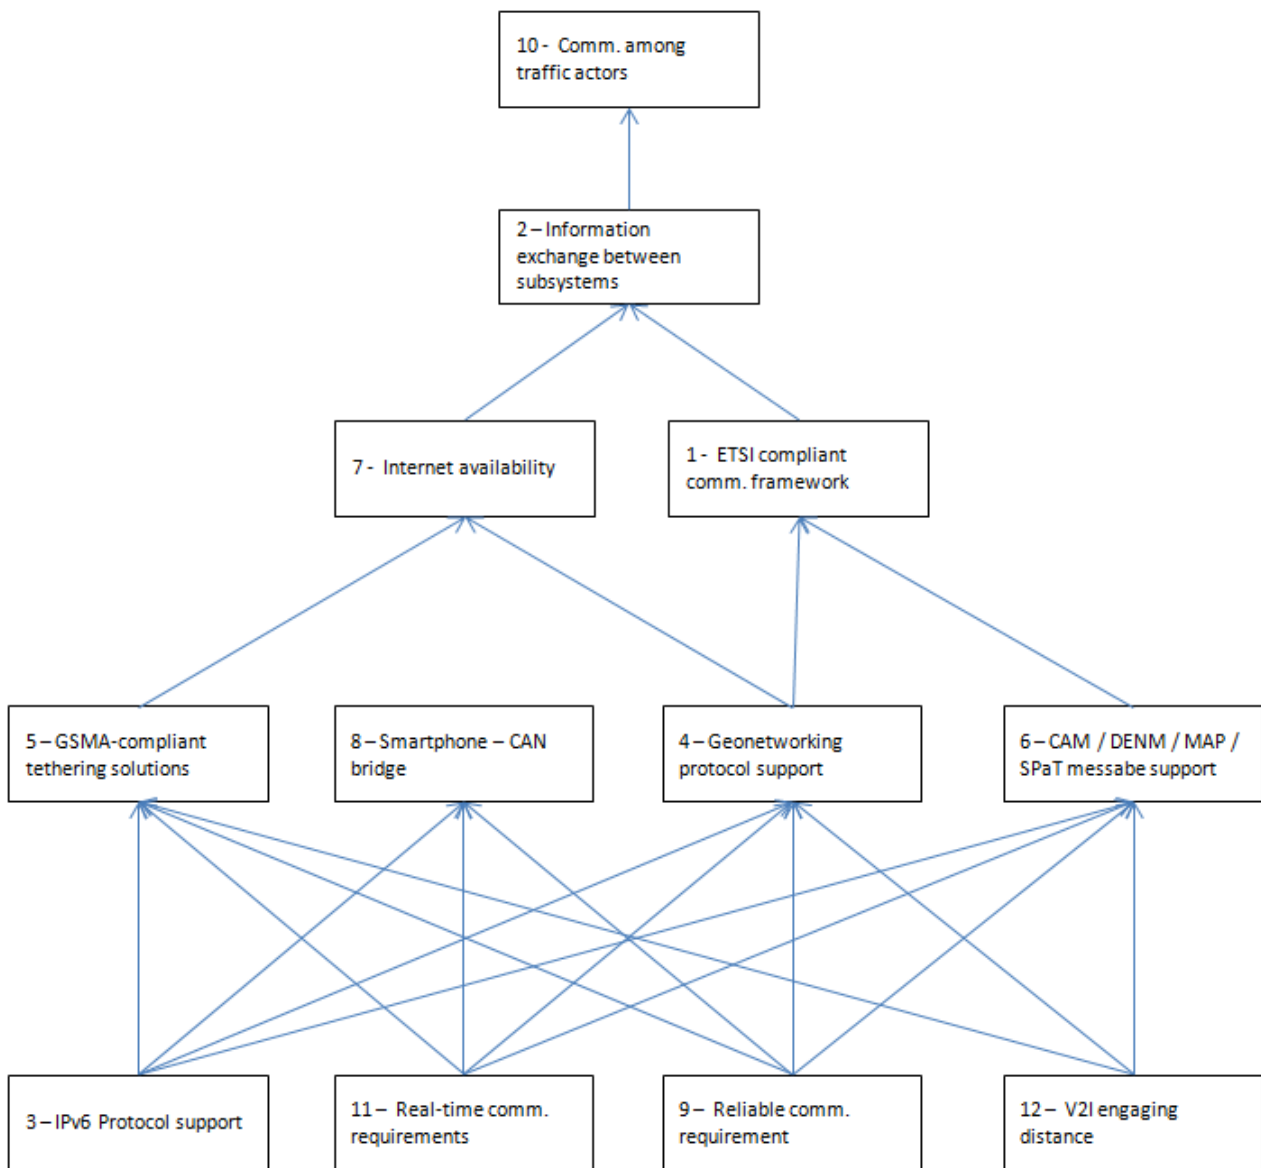 10 -  Comm. among
traffic actors
2 – Information
exchange between
subsystems
7 -  Internet availability
1 -  ETSI compliant
comm. framework
5 – GSMA-compliant
tethering solutions
8 – Smartphone – CAN
bridge
4 – Geonetworking
protocol support
6 – CAM / DENM / MAP /
SPaT messabe support
3 – IPv6 Protocol support
11 –  Real-time comm.
requirements
9 –  Reliable comm.
requirement
12 –  V2I engaging
distance